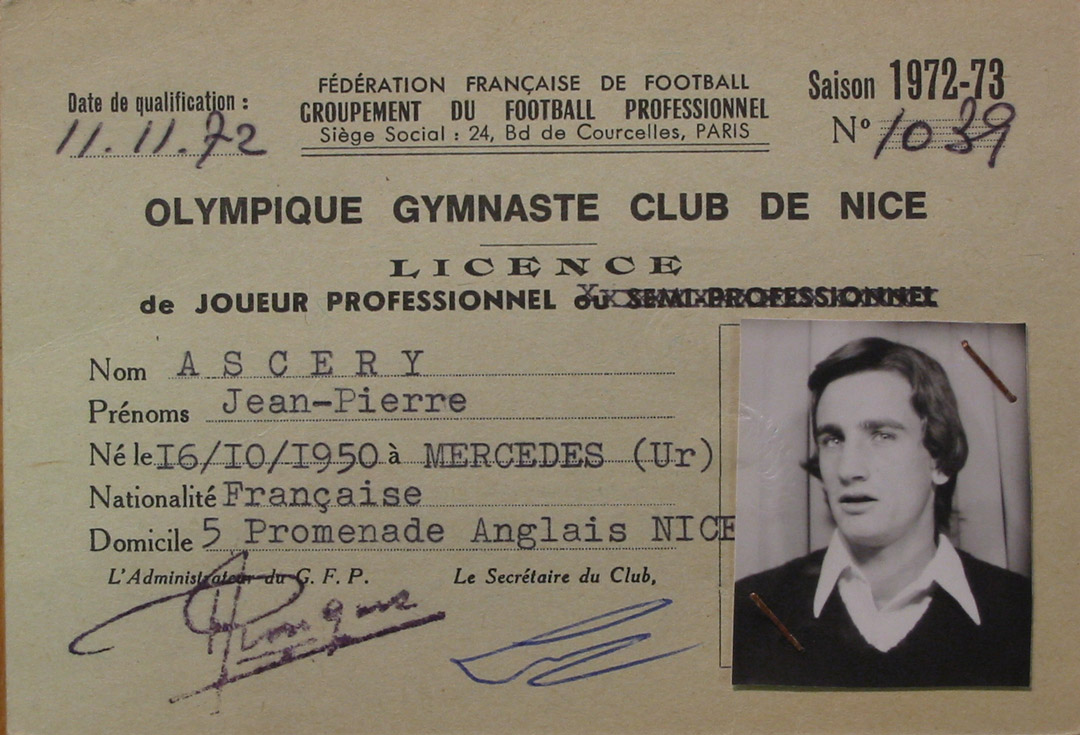 Date de qualification :
11.11.72
FÉDÉRATION FRANÇAISE DE FOOTBALL
GROUPEMENT DU FOOTBALL PROFESSIONNEL
Siège Social : 24, Bd de Courcelles, PARIS
Saison 1972-73
N° 1039
OLYMPIQUE GYMNASTE CLUB DE NICE
LICENCE
de JOUEUR PROFESSIONNEL ou SEMI-PROFESSIONNEL
Nom ASCERY
Prénoms Jean-Pierre
Né le I6/IO/I950 à MERCEDES (Ur)
Nationalité Française
Domicile 5 Promenade Anglais NICE
L'Administrateur du G. F. P.
Le Secrétaire du Club,